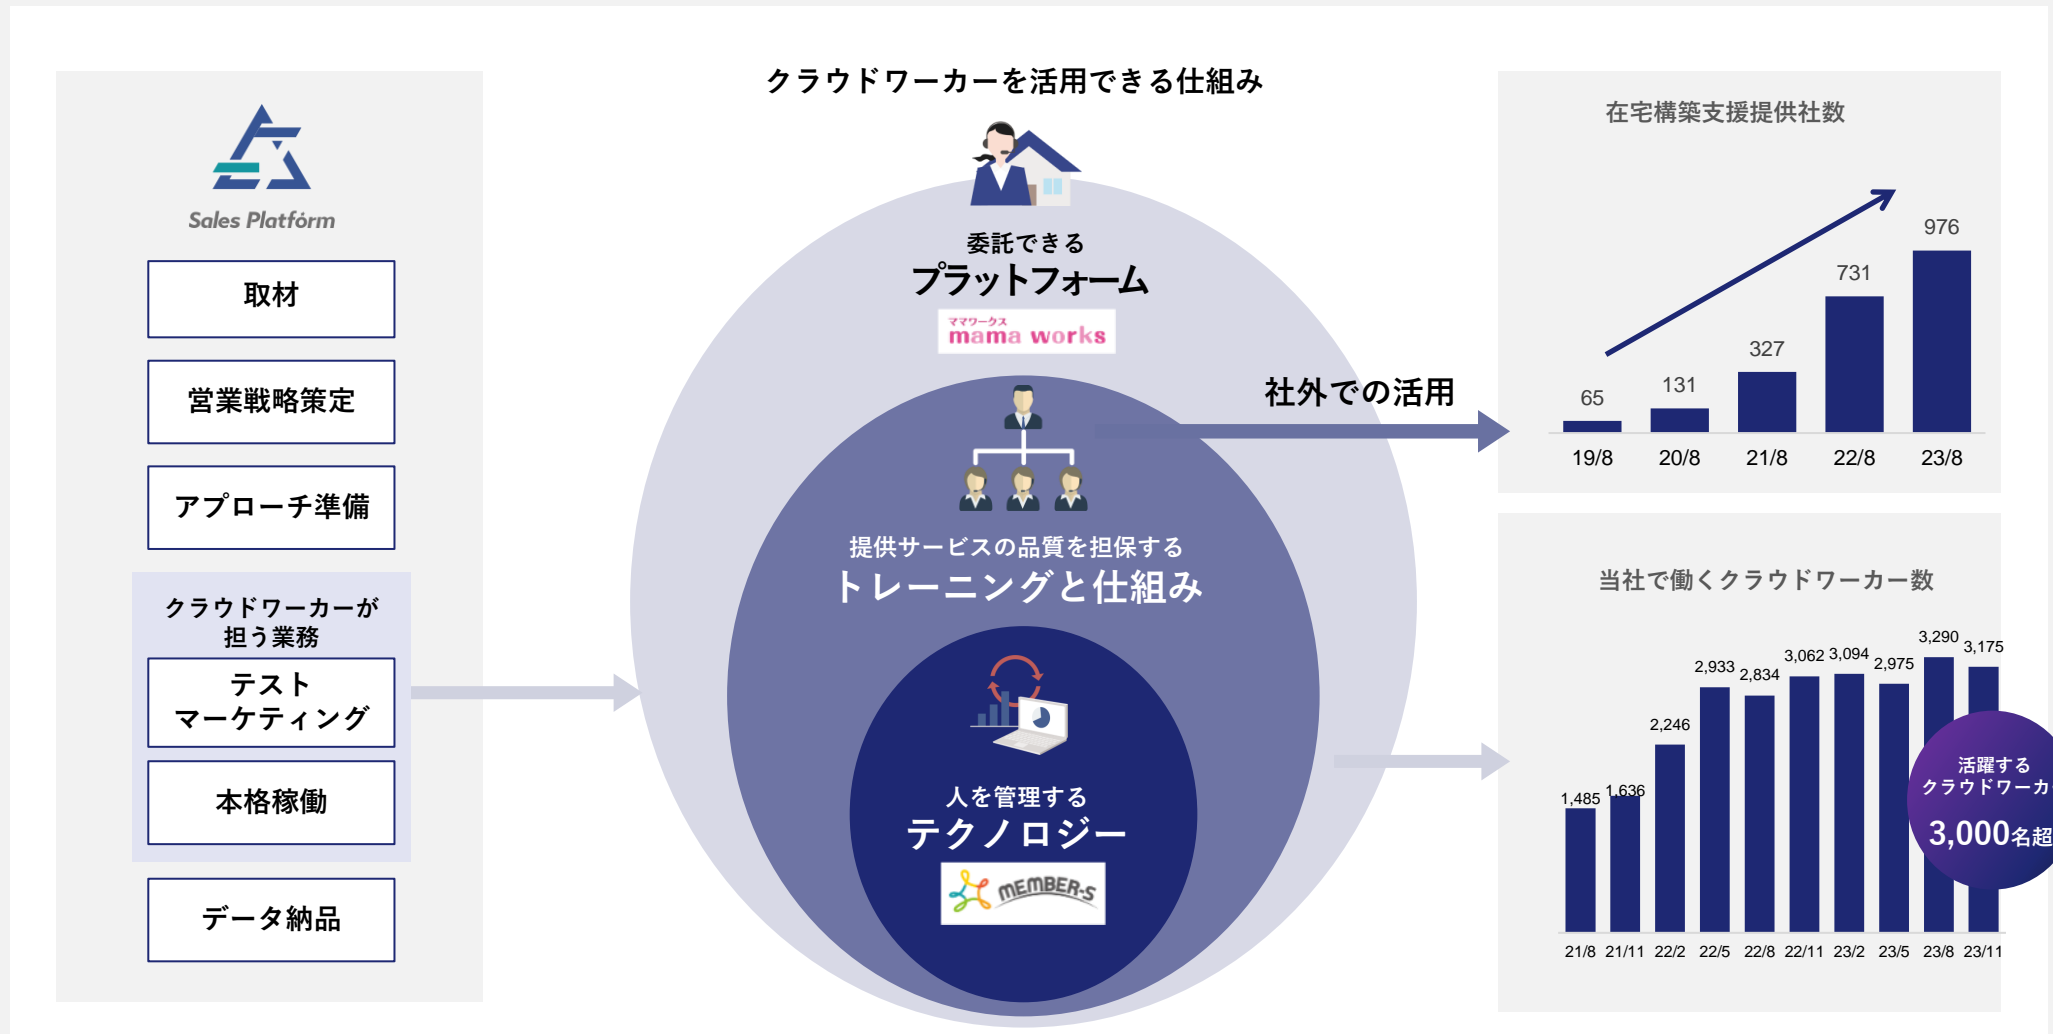 クラウドワーカーを活用できる仕組み
Sales Platform
取材
営業戦略策定
アプローチ準備
クラウドワーカーが
担う業務
テスト
マーケティング
本格稼働
データ納品
委託できる
プラットフォーム
ママワークス
mama works
提供サービスの品質を担保する
トレーニングと仕組み
人を管理する
テクノロジー
MEMBER-S
社外での活用
在宅構築支援提供社数
65
131
327
731
976
19/8 20/8 21/8 22/8 23/8
当社で働くクラウドワーカー数
1,485 1,636 2,246 2,933 2,834 3,062 3,094 2,975 3,290 3,175
21/8 21/11 22/2 22/5 22/8 22/11 23/2 23/5 23/8 23/11
活躍する
クラウドワーカ
3,000名超